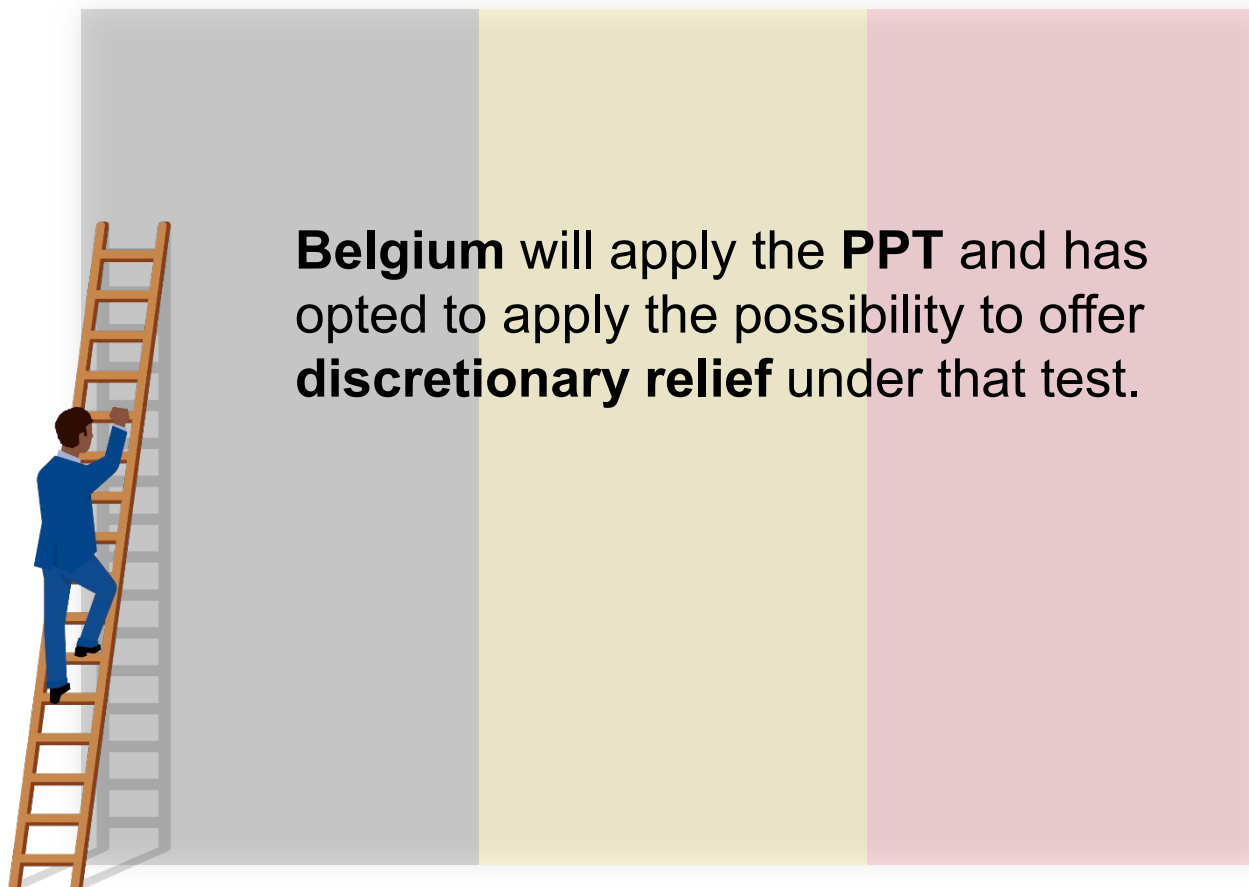 Belgium will apply the PPT and has
opted to apply the possibility to offer
discretionary relief under that test.